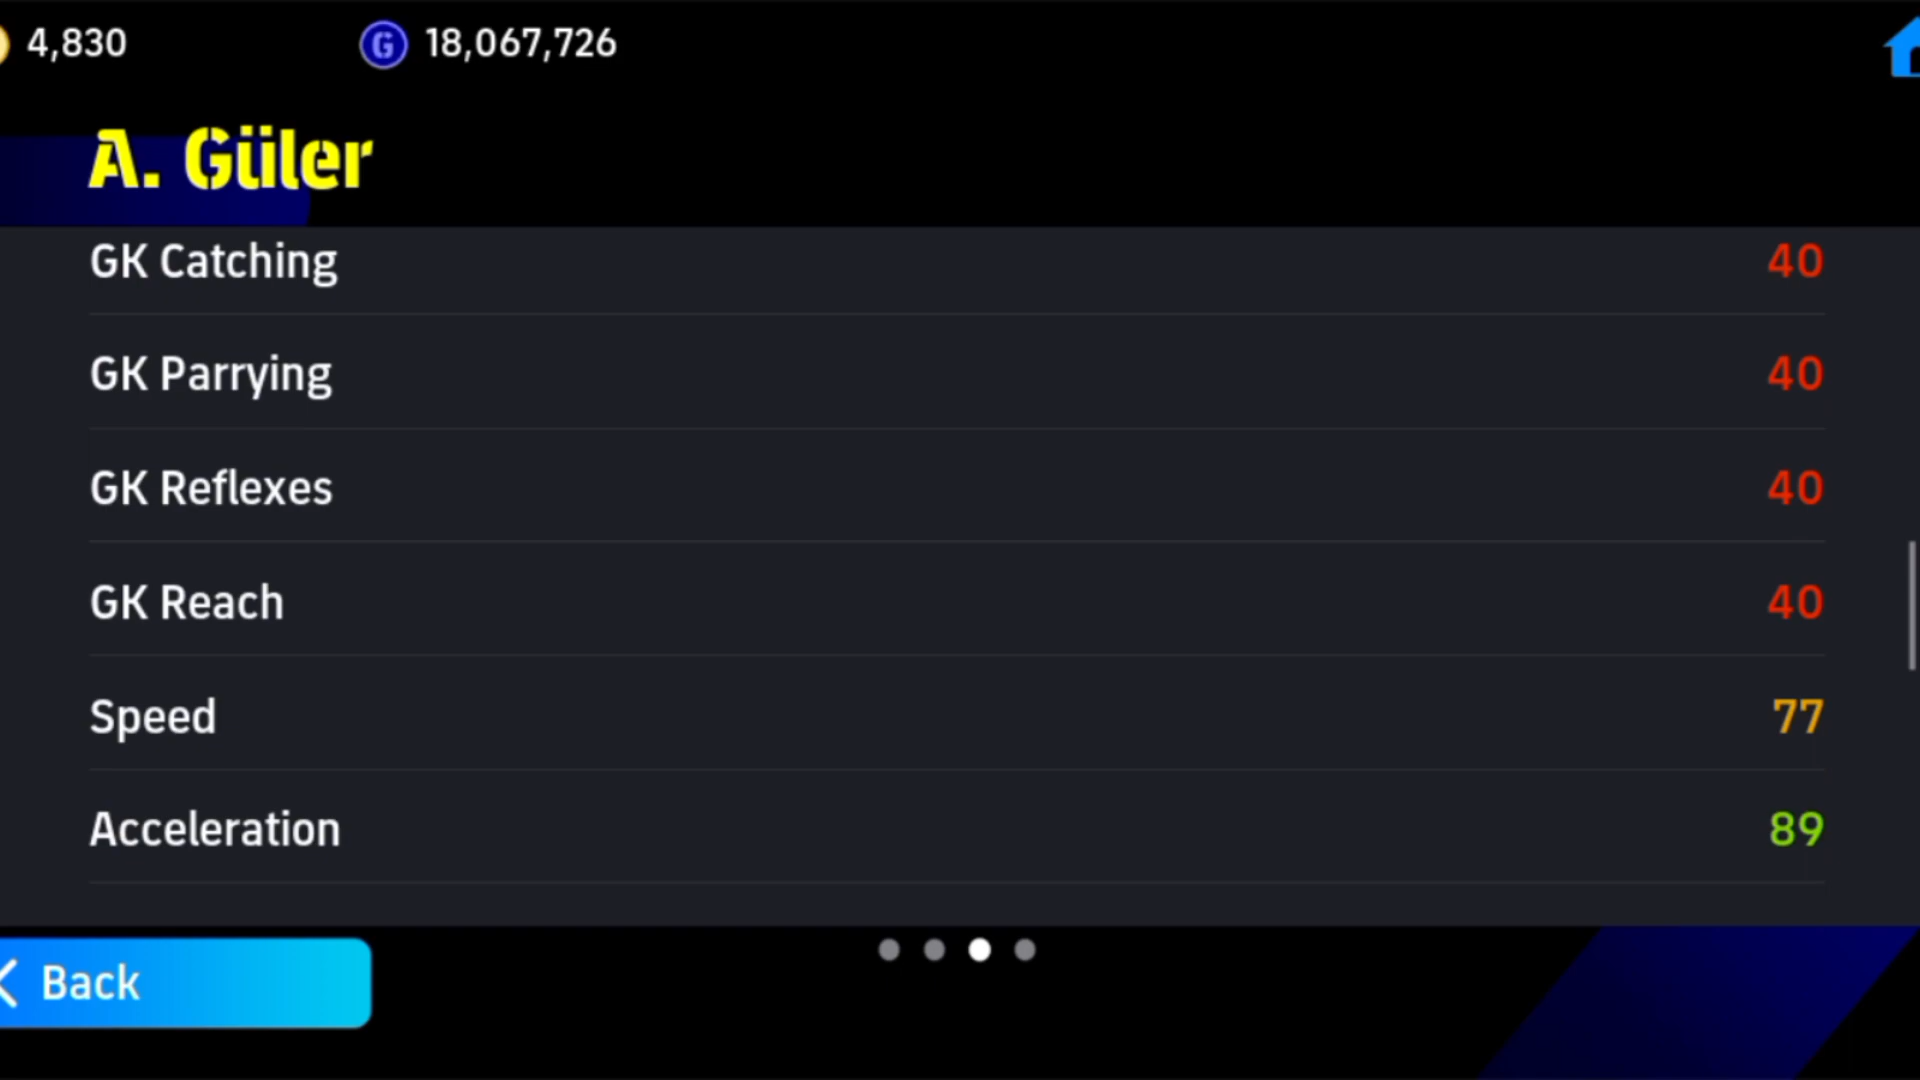 4,830
G 18,067,726
A. Güler
GK Catching 40
GK Parrying 40
GK Reflexes 40
GK Reach 40
Speed 77
Acceleration 89
Back